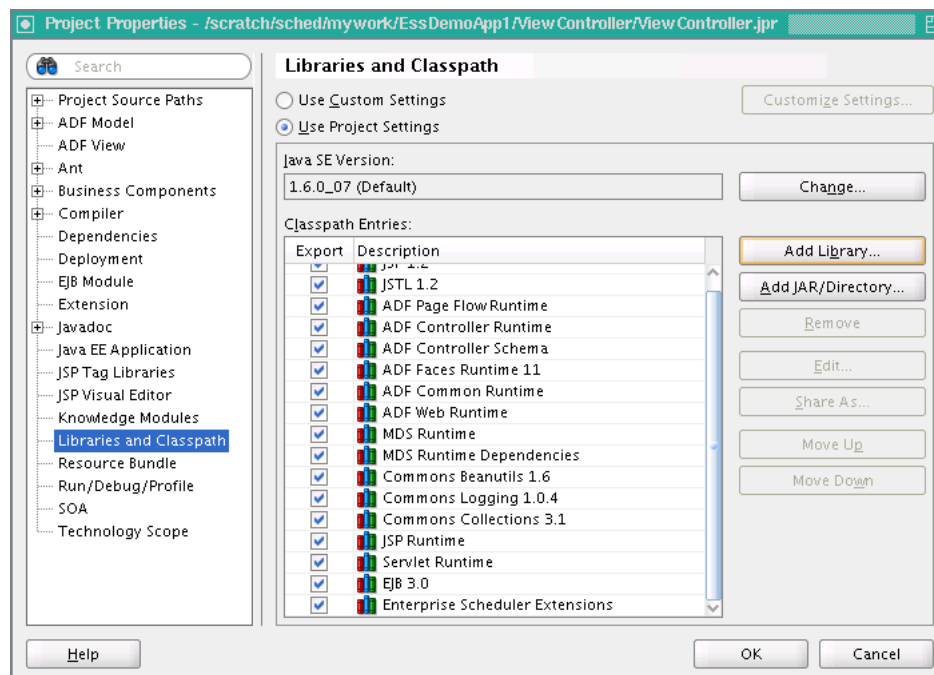 Project Properties - /scratch/sched/mywork/EssDemoApp1/ViewController/ViewController.jpr
Search
Project Source Paths
ADF Model
ADF View
Ant
Business Components
Compiler
Dependencies
Deployment
EJB Module
Extension
Javadoc
Java EE Application
JSP Tag Libraries
JSP Visual Editor
Knowledge Modules
Libraries and Classpath
Resource Bundle
Run/Debug/Profile
SOA
Technology Scope
Libraries and Classpath
Use Custom Settings
Customize Settings...
Use Project Settings
Java SE Version:
1.6.0_07 (Default)
Change...
Classpath Entries:
Export Description
JSF 1.2
JSTL 1.2
ADF Page Flow Runtime
ADF Controller Runtime
ADF Controller Schema
ADF Faces Runtime 11
ADF Common Runtime
ADF Web Runtime
MDS Runtime
MDS Runtime Dependencies
Commons Beanutils 1.6
Commons Logging 1.0.4
Commons Collections 3.1
JSP Runtime
Servlet Runtime
EJB 3.0
Enterprise Scheduler Extensions
Add Library...
Add JAR/Directory...
Remove
Edit...
Share As...
Move Up
Move Down
Help
OK
Cancel